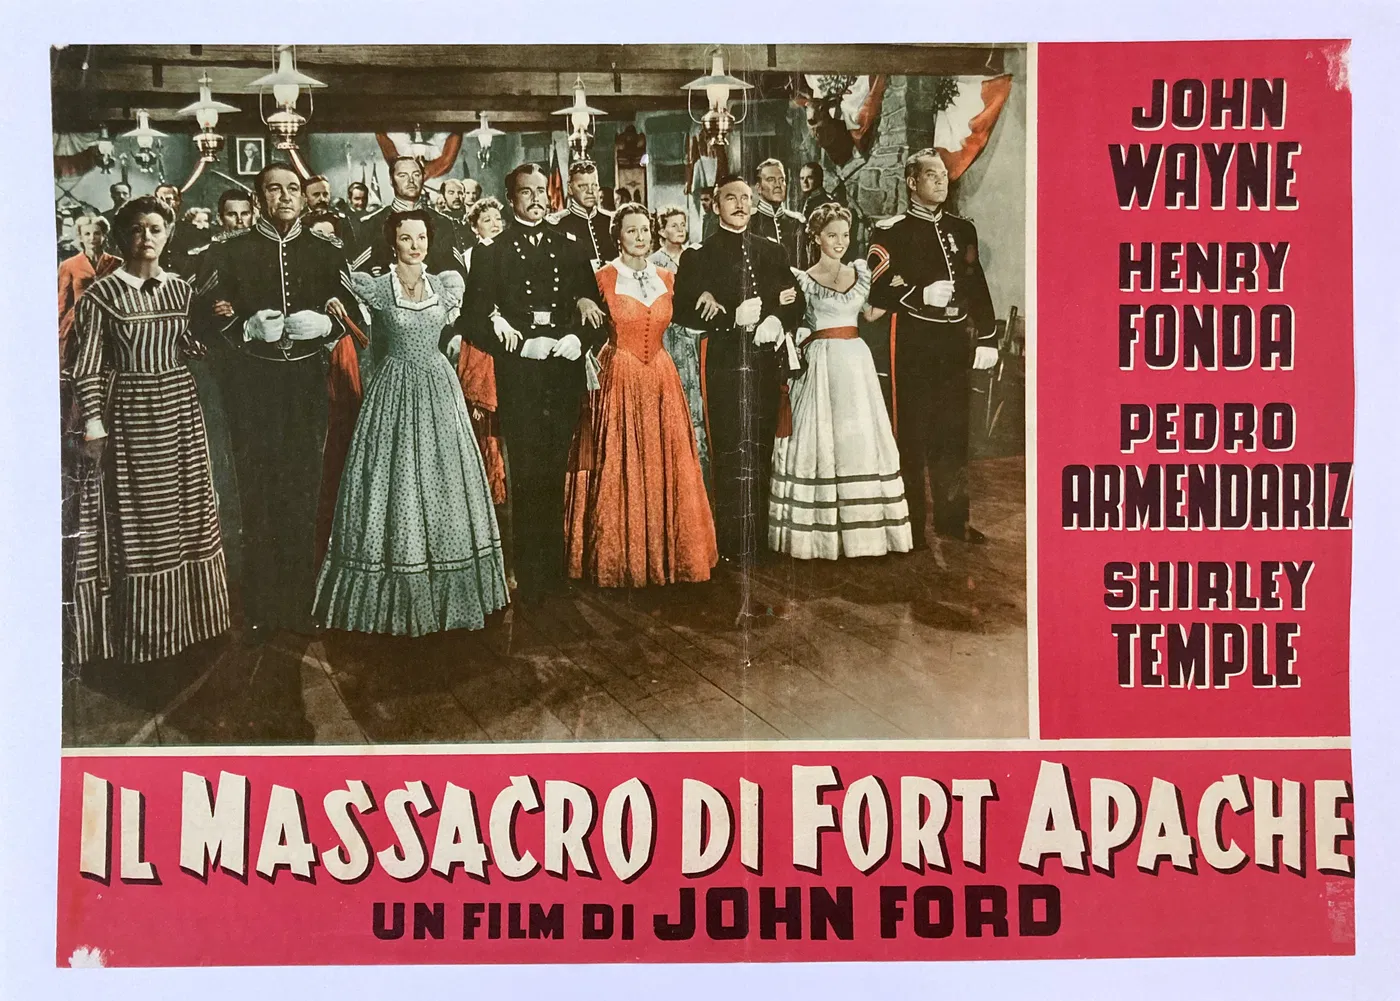 JOHN
WAYNE
HENRY
FONDA
PEDRO
ARMENDARIZ
SHIRLEY
TEMPLE
IL MASSACRO DI FORT APACHE
UN FILM DI JOHN FORD